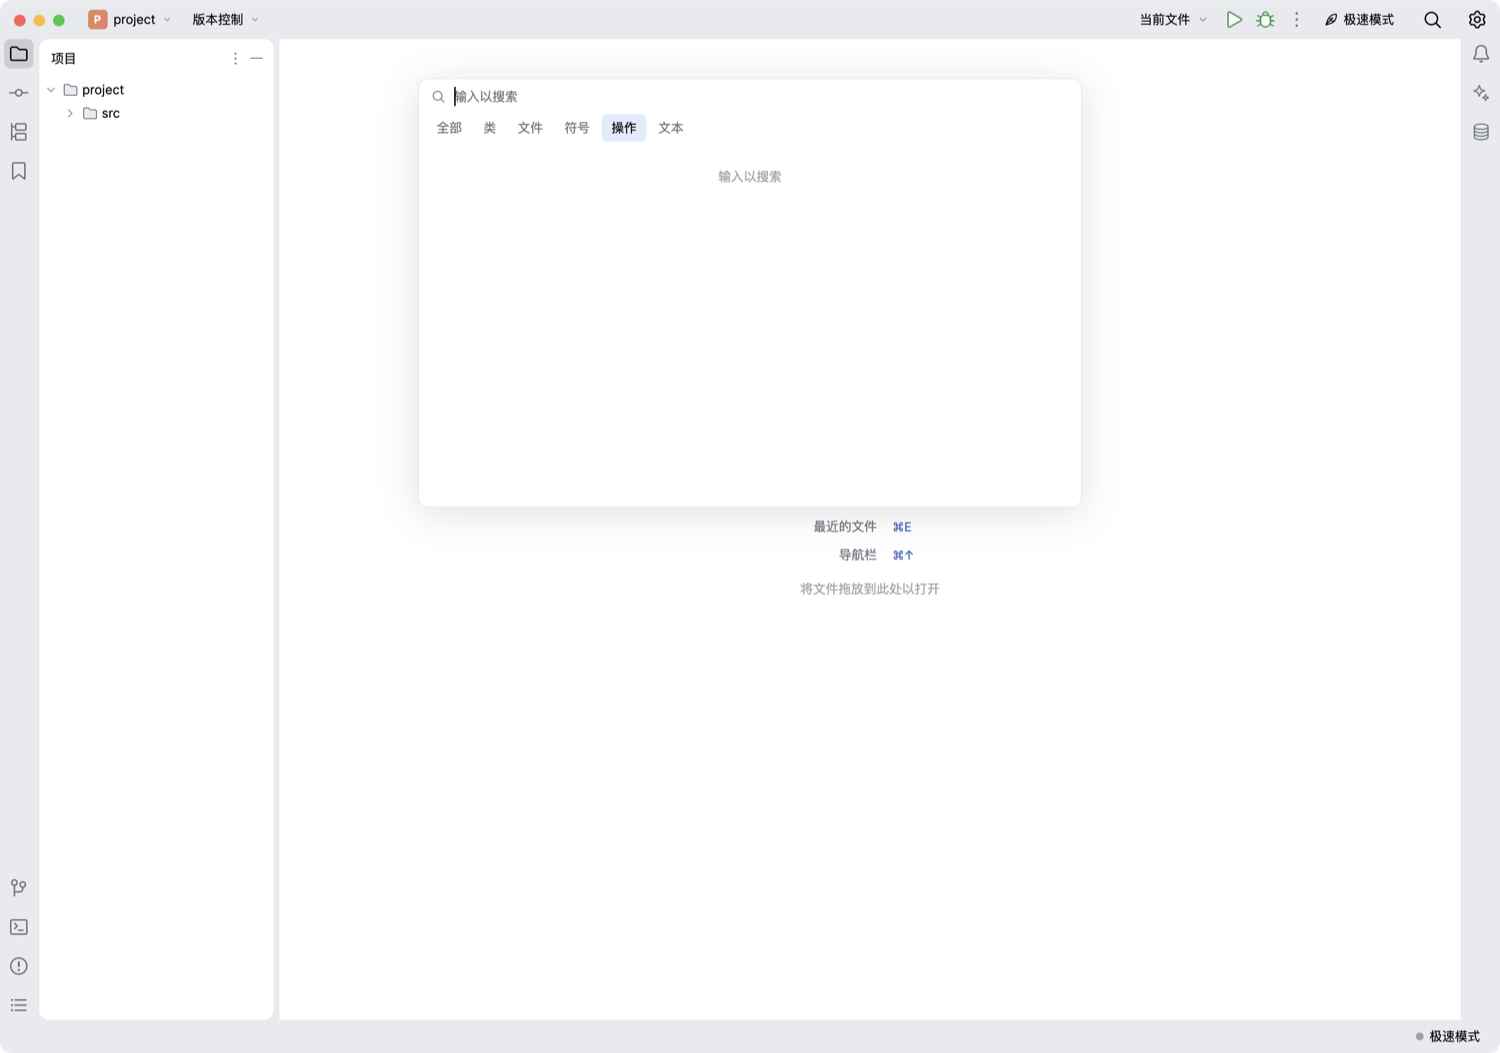 P project 版本控制 当前文件 极速模式
项目
project
src
输入以搜索
全部 类 文件 符号 操作 文本
输入以搜索
最近的文件 ⌘E
导航栏 ⌘↑
将文件拖放到此处以打开
极速模式